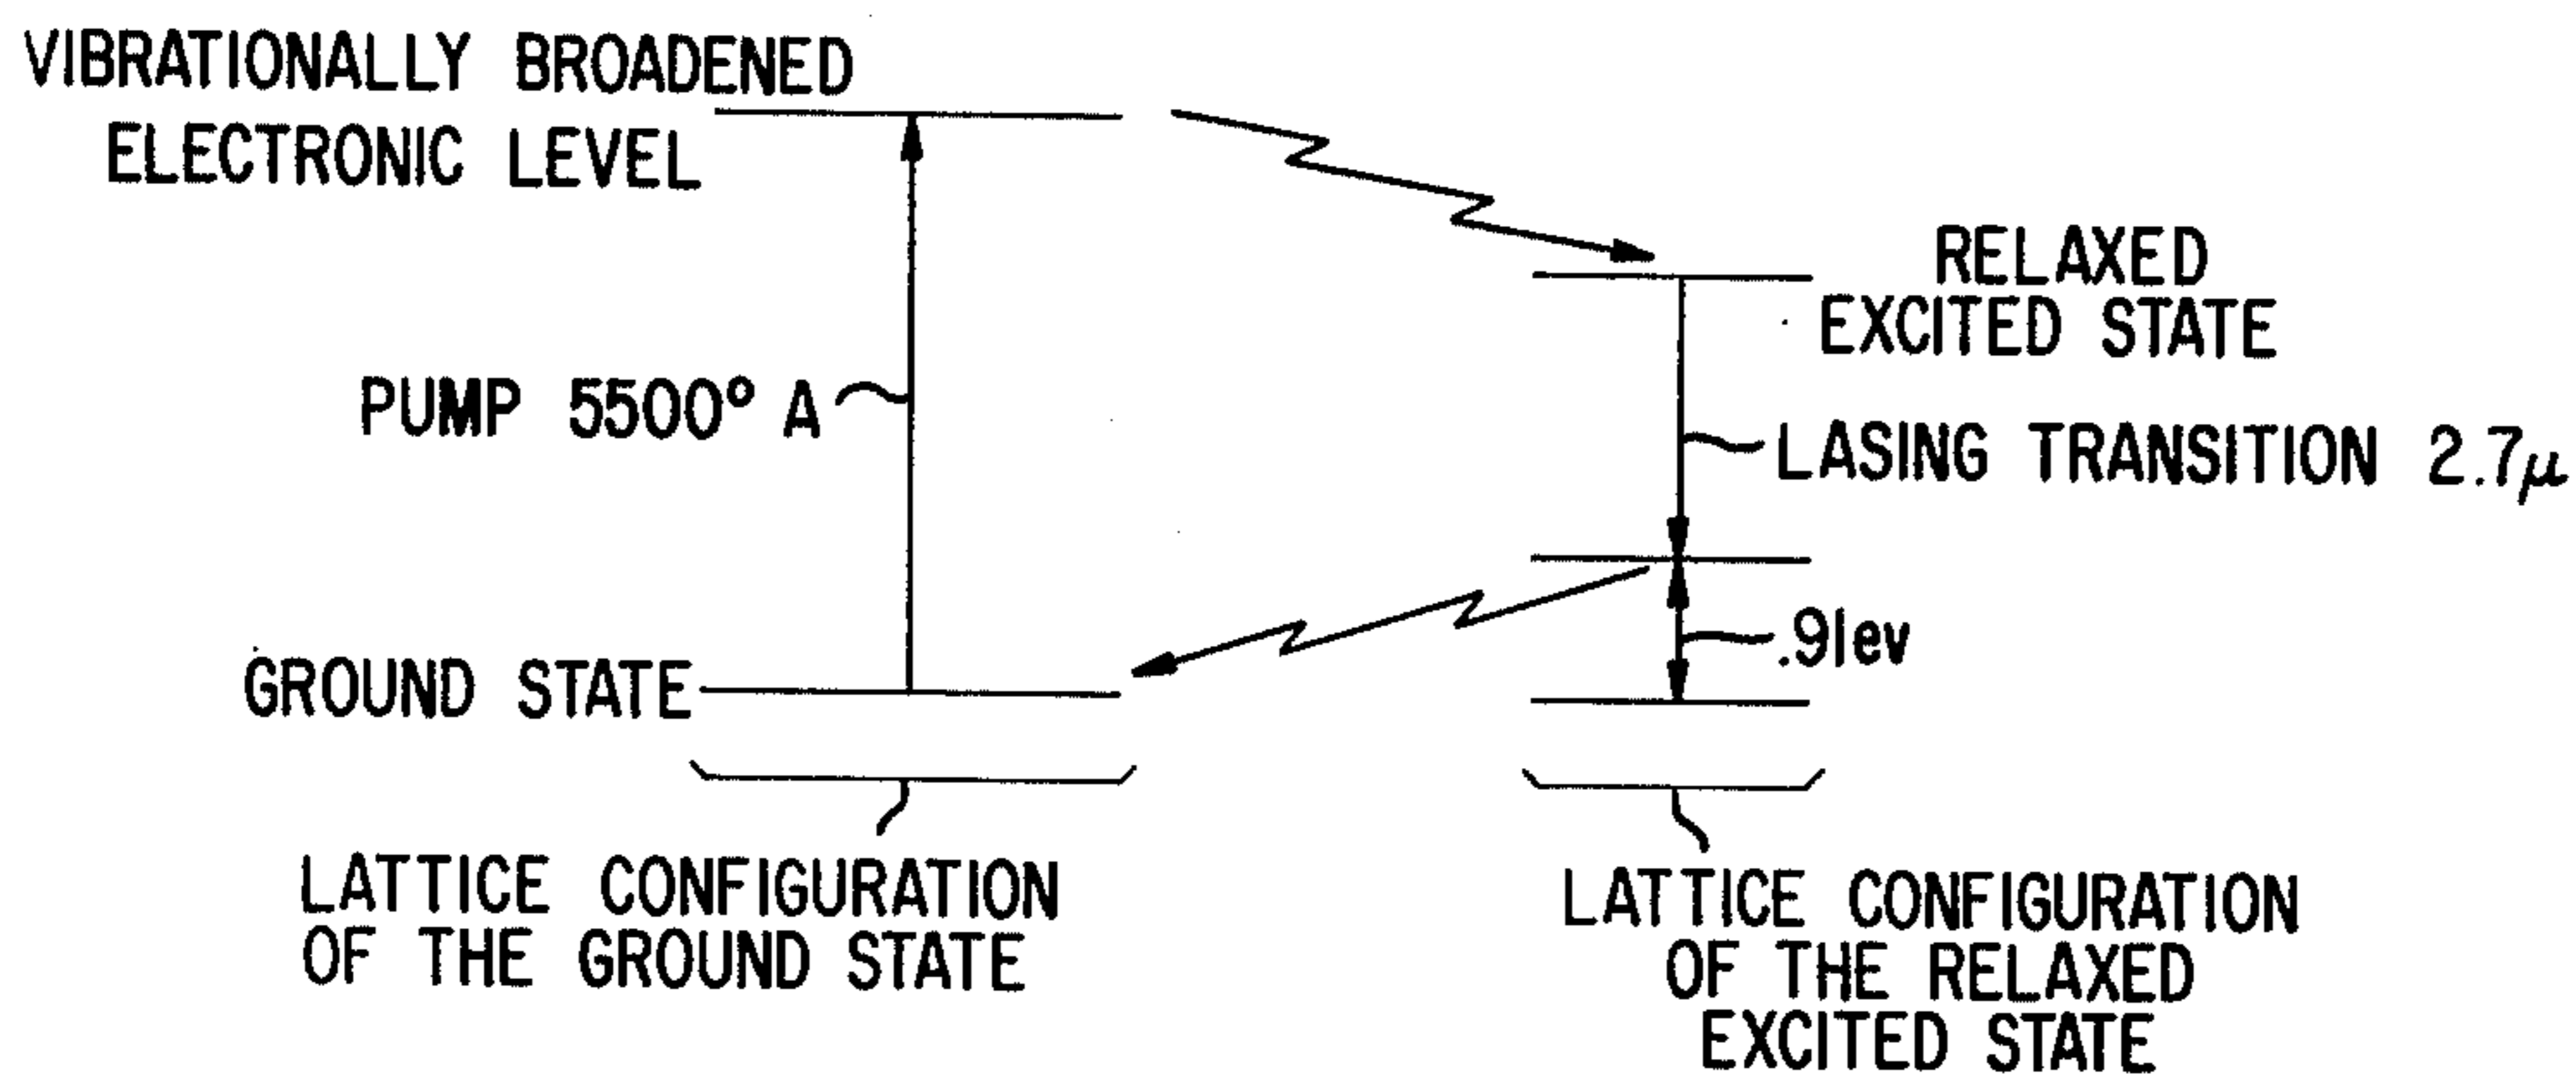 VIBRATIONALLY BROADENED
ELECTRONIC LEVEL
RELAXED
EXCITED STATE
PUMP 5500° A
LASING TRANSITION 2.7μ
.91ev
GROUND STATE
LATTICE CONFIGURATION
OF THE GROUND STATE
LATTICE CONFIGURATION
OF THE RELAXED
EXCITED STATE